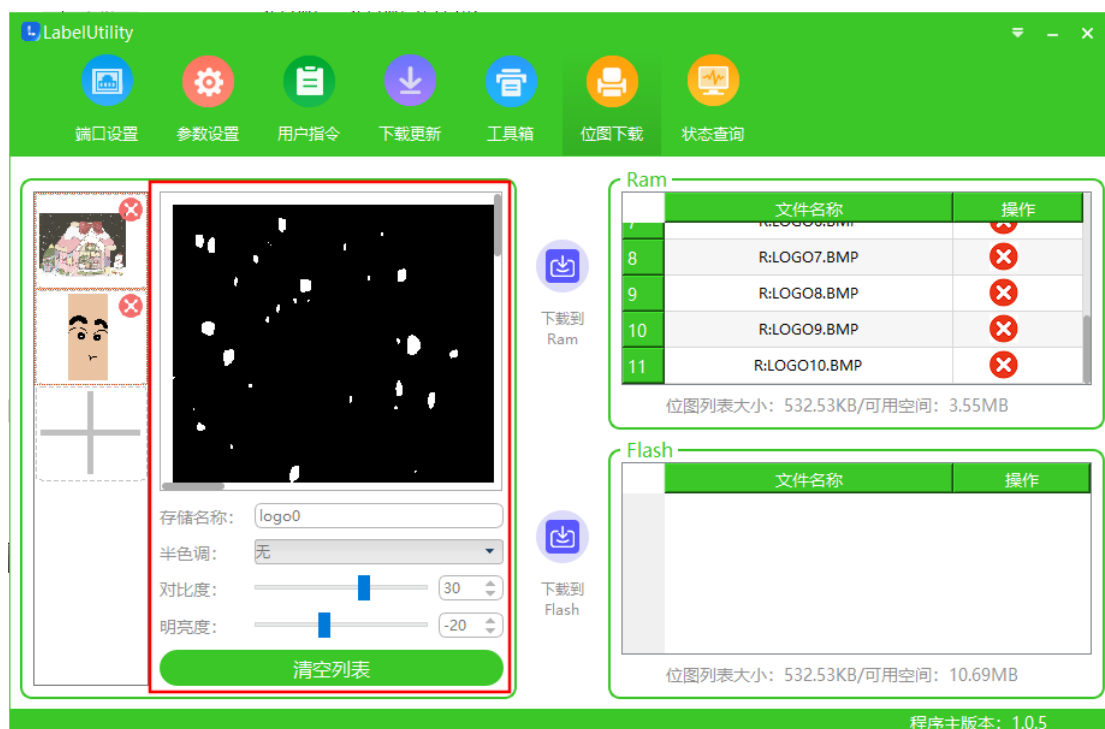 LabelUtility
端口设置
参数设置
用户指令
下载更新
工具箱
位图下载
状态查询
存储名称：
logo0
半色调：
无
对比度：
30
明亮度：
-20
清空列表
下载到
Ram
下载到
Flash
Ram
文件名称
操作
8
R:LOGO7.BMP
9
R:LOGO8.BMP
10
R:LOGO9.BMP
11
R:LOGO10.BMP
位图列表大小：532.53KB/可用空间：3.55MB
Flash
文件名称
操作
位图列表大小：532.53KB/可用空间：10.69MB
程序主版本：1.0.5